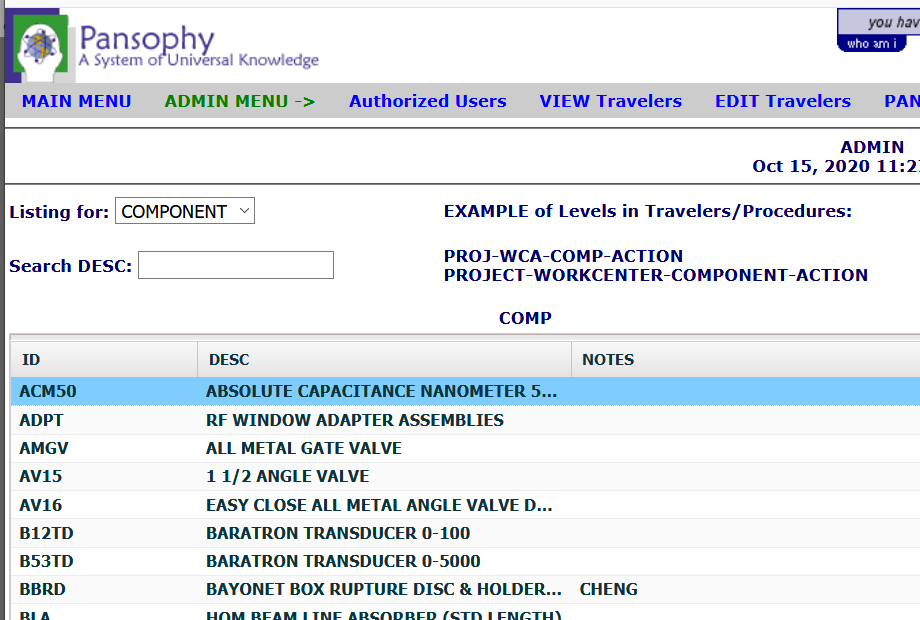 Pansophy
A System of Universal Knowledge
you hav
who am i
MAIN MENU ADMIN MENU -> Authorized Users VIEW Travelers EDIT Travelers PAN
ADMIN
Oct 15, 2020 11:2
Listing for: COMPONENT
EXAMPLE of Levels in Travelers/Procedures:
Search DESC:
PROJ-WCA-COMP-ACTION
PROJECT-WORKCENTER-COMPONENT-ACTION
COMP
ID DESC NOTES
ACM50 ABSOLUTE CAPACITANCE NANOMETER 5...
ADPT RF WINDOW ADAPTER ASSEMBLIES
AMGV ALL METAL GATE VALVE
AV15 1 1/2 ANGLE VALVE
AV16 EASY CLOSE ALL METAL ANGLE VALVE D...
B12TD BARATRON TRANSDUCER 0-100
B53TD BARATRON TRANSDUCER 0-5000
BBRD BAYONET BOX RUPTURE DISC & HOLDER... CHENG
BLA HOM BEAM LINE ABSORBER (STD LENGTH)